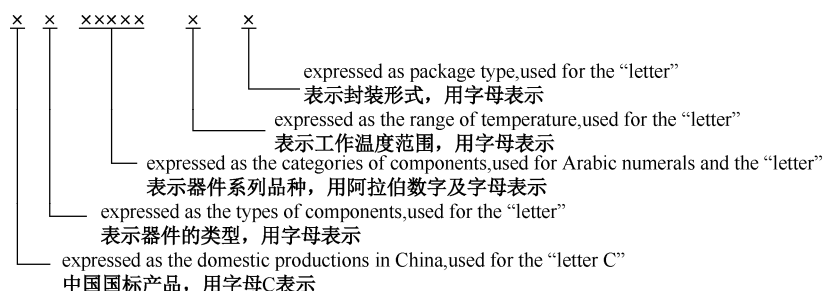 × × ××××× × ×
expressed as package type,used for the “letter”
表示封装形式，用字母表示
expressed as the range of temperature,used for the “letter”
表示工作温度范围，用字母表示
expressed as the categories of components,used for Arabic numerals and the “letter”
表示器件系列品种，用阿拉伯数字及字母表示
expressed as the types of components,used for the “letter”
表示器件的类型，用字母表示
expressed as the domestic productions in China,used for the “letter C”
中国国标产品，用字母C表示